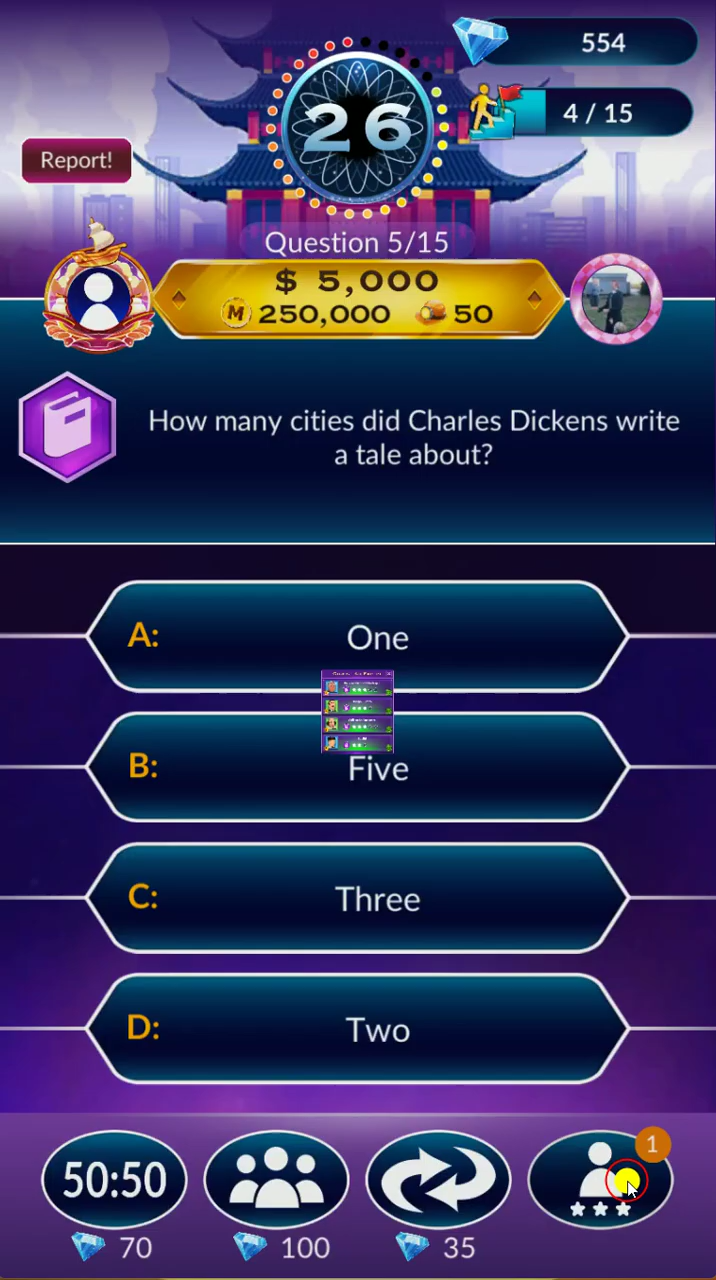 554
26
4 / 15
Report!
Question 5/15
$ 5,000
M 250,000 50
How many cities did Charles Dickens write
a tale about?
A: One
B: Five
C: Three
D: Two
1
50:50
70 100 35